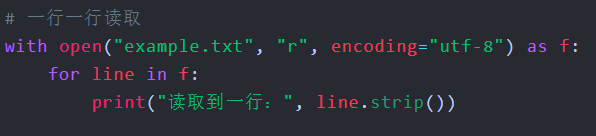 # 一行一行读取
with open("example.txt", "r", encoding="utf-8") as f:
    for line in f:
        print("读取到一行：", line.strip())